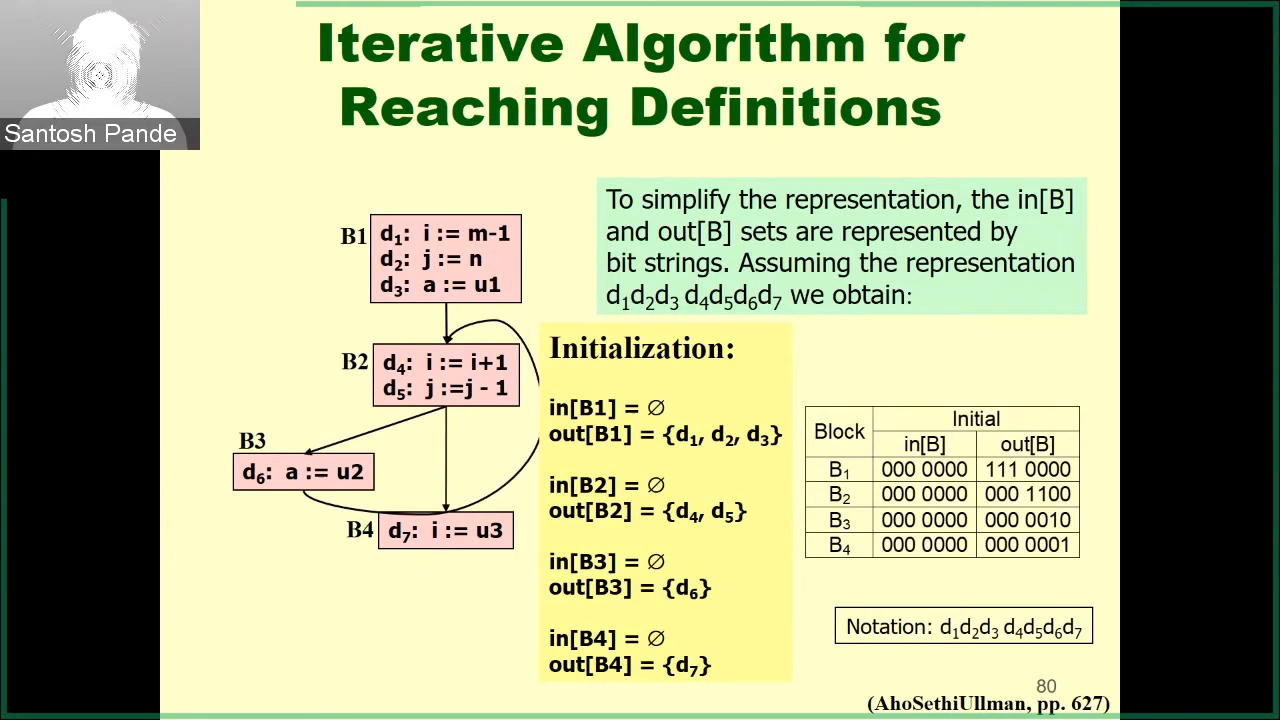 Iterative Algorithm for
Reaching Definitions
Santosh Pande
To simplify the representation, the in[B]
and out[B] sets are represented by
bit strings. Assuming the representation
d₁d₂d₃ d₄d₅d₆d₇ we obtain:
B1
d₁: i := m-1
d₂: j := n
d₃: a := u1
B2
d₄: i := i+1
d₅: j :=j - 1
B3
d₆: a := u2
B4
d₇: i := u3
Initialization:
in[B1] = ∅
out[B1] = {d₁, d₂, d₃}
in[B2] = ∅
out[B2] = {d₄, d₅}
in[B3] = ∅
out[B3] = {d₆}
in[B4] = ∅
out[B4] = {d₇}
Block Initial
in[B] out[B]
B₁ 000 0000 111 0000
B₂ 000 0000 000 1100
B₃ 000 0000 000 0010
B₄ 000 0000 000 0001
Notation: d₁d₂d₃ d₄d₅d₆d₇
80
(AhoSethiUllman, pp. 627)